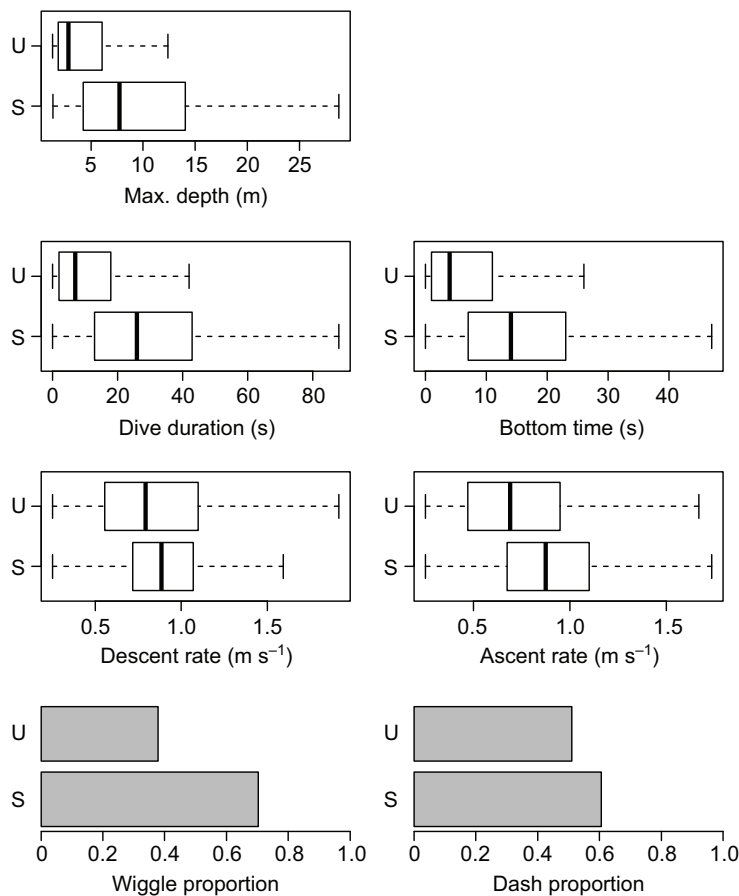 U
S
5 10 15 20 25
Max. depth (m)
U
S
0 20 40 60 80
Dive duration (s)
U
S
0 10 20 30 40
Bottom time (s)
U
S
0.5 1.0 1.5
Descent rate (m s⁻¹)
U
S
0.5 1.0 1.5
Ascent rate (m s⁻¹)
U
S
0 0.2 0.4 0.6 0.8 1.0
Wiggle proportion
U
S
0 0.2 0.4 0.6 0.8 1.0
Dash proportion